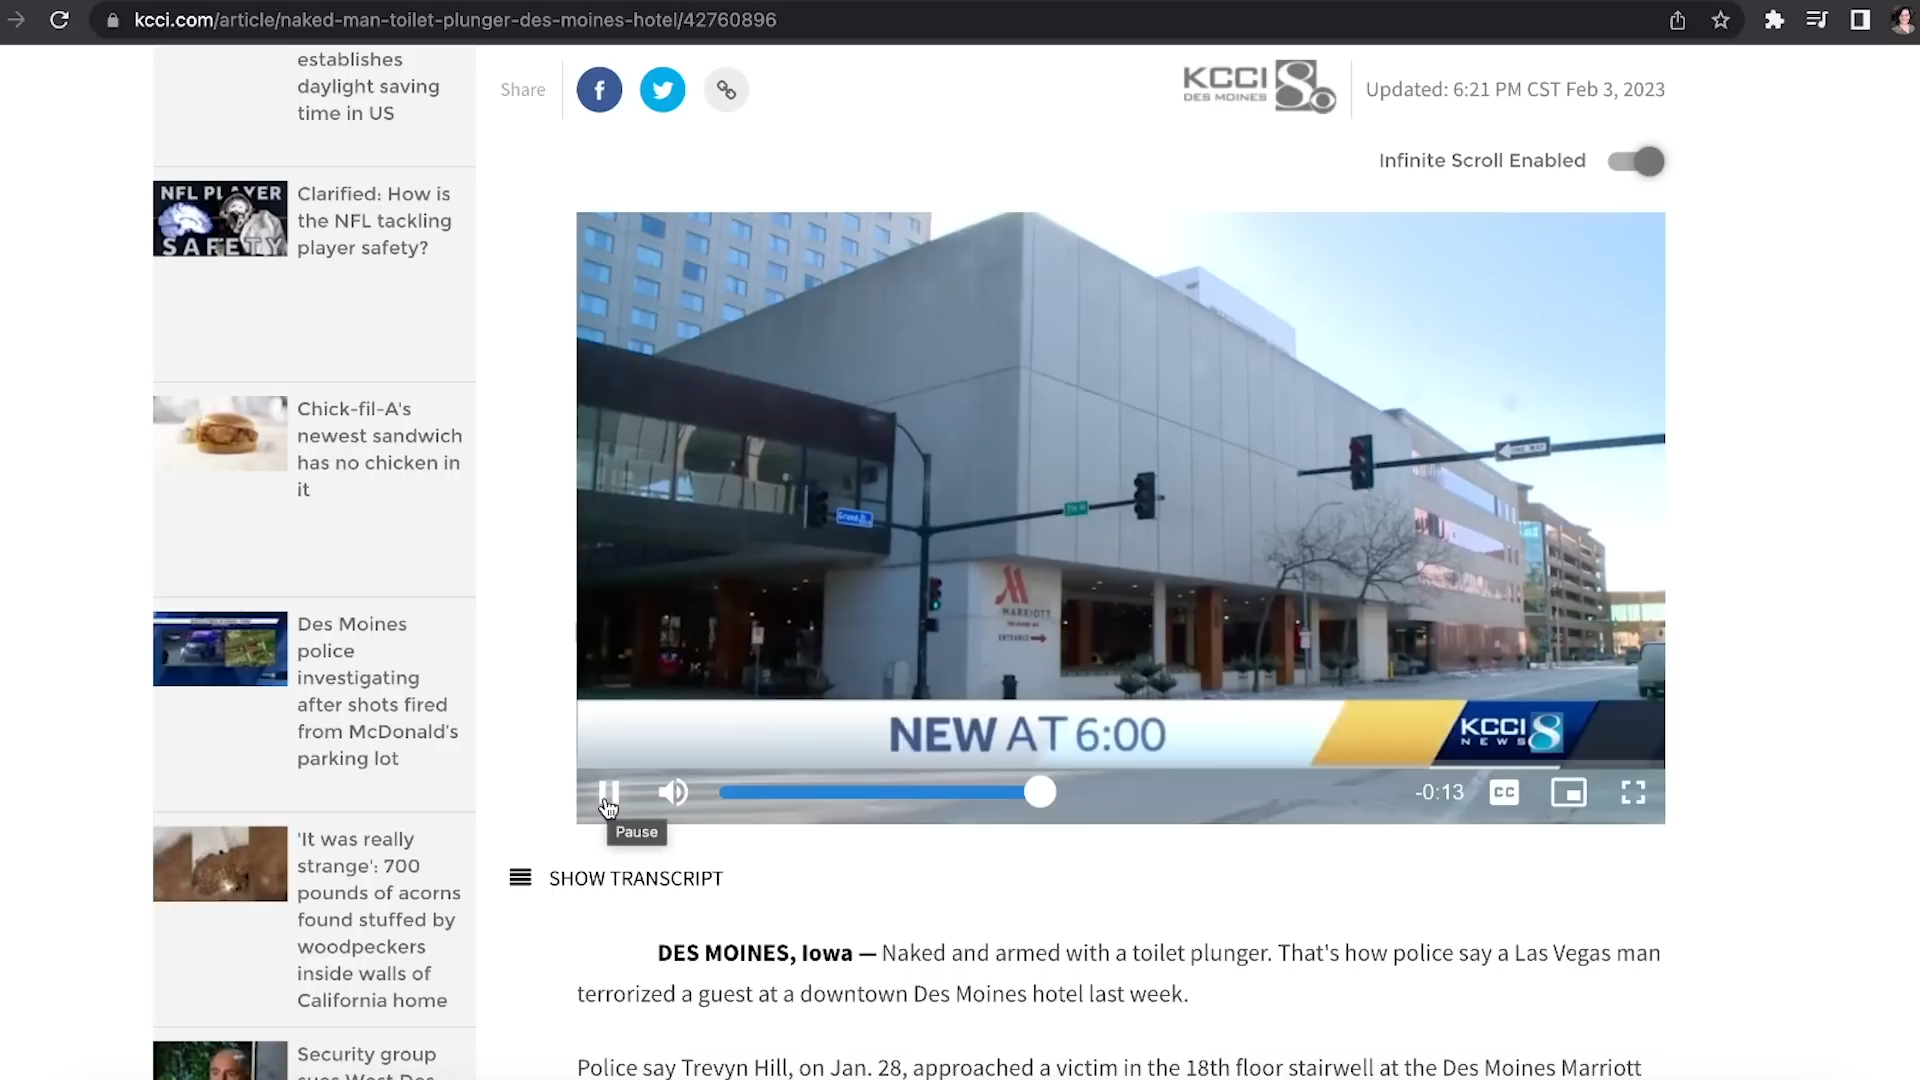 kcci.com/article/naked-man-toilet-plunger-des-moines-hotel/42760896
establishes
daylight saving
time in US
NFL PLAYER
SAFETY
Clarified: How is
the NFL tackling
player safety?
Chick-fil-A's
newest sandwich
has no chicken in
it
Des Moines
police
investigating
after shots fired
from McDonald's
parking lot
'It was really
strange': 700
pounds of acorns
found stuffed by
woodpeckers
inside walls of
California home
Security group
Share
KCCI 8
DES MOINES
Updated: 6:21 PM CST Feb 3, 2023
Infinite Scroll Enabled
ONE WAY
Grand
MARRIOTT
ENTRANCE
NEW AT 6:00
KCCI 8
NEWS
-0:13
CC
Pause
SHOW TRANSCRIPT
DES MOINES, Iowa — Naked and armed with a toilet plunger. That's how police say a Las Vegas man
terrorized a guest at a downtown Des Moines hotel last week.
Police say Trevyn Hill, on Jan. 28, approached a victim in the 18th floor stairwell at the Des Moines Marriott